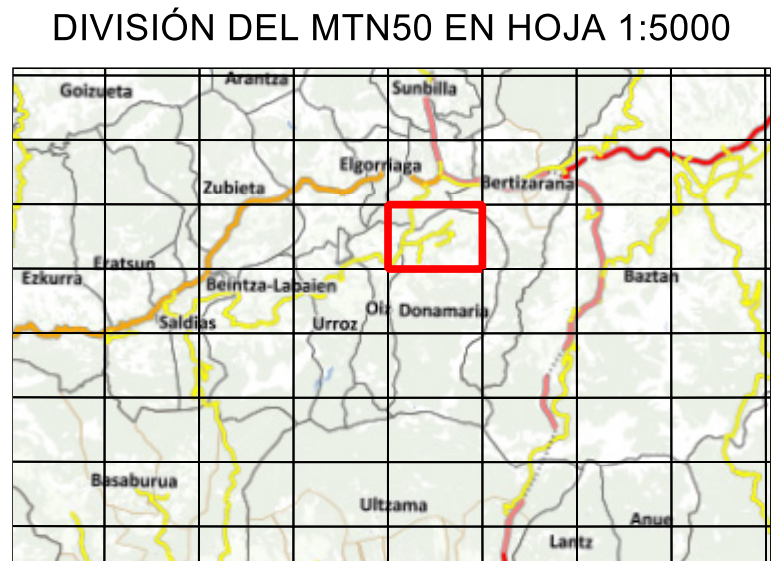 DIVISIÓN DEL MTN50 EN HOJA 1:5000
Arantza
Goizueta
Sunbilla
Elgorriaga
Zubieta
Bertizarana
Eratsun
Ezkurra
Beintza-Labaien
Baztan
Oiz
Donamaria
Saldias
Urroz
Basaburua
Ultzama
Anue
Lantz